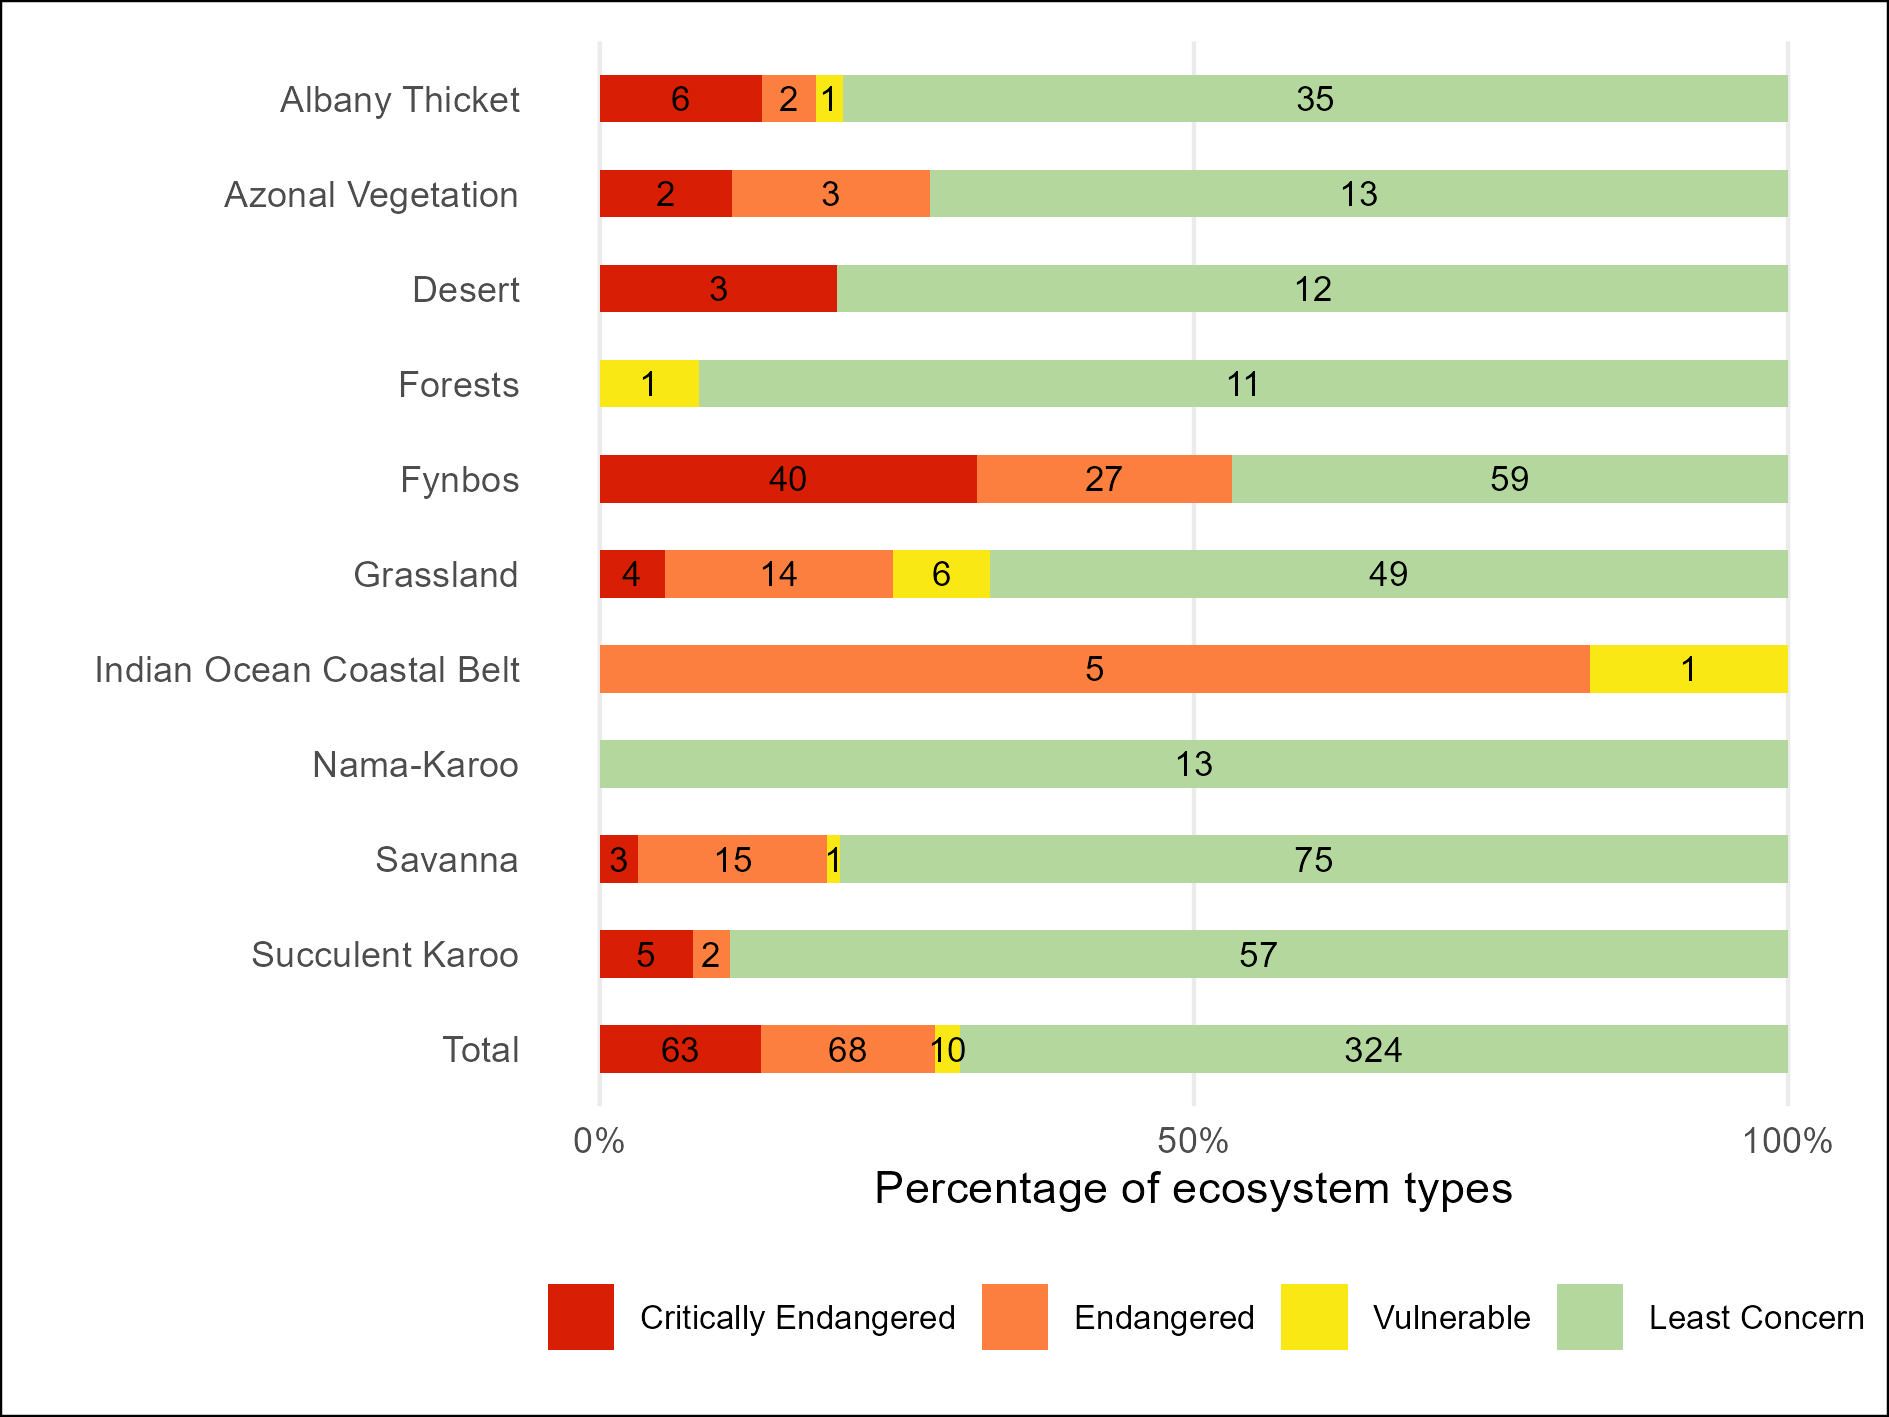 Albany Thicket 6 2 1 35
Azonal Vegetation 2 3 13
Desert 3 12
Forests 1 11
Fynbos 40 27 59
Grassland 4 14 6 49
Indian Ocean Coastal Belt 5 1
Nama-Karoo 13
Savanna 3 15 1 75
Succulent Karoo 5 2 57
Total 63 68 10 324
0% 50% 100%
Percentage of ecosystem types
Critically Endangered Endangered Vulnerable Least Concern